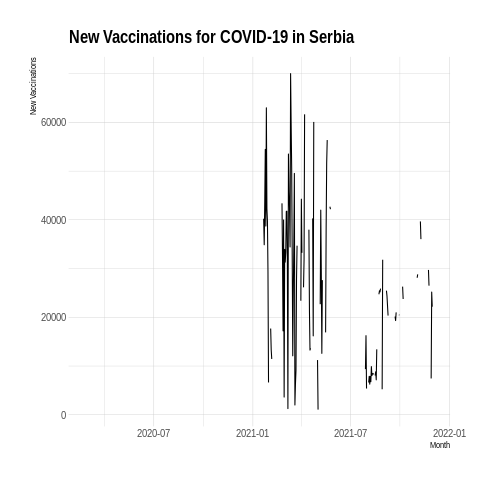 New Vaccinations for COVID-19 in Serbia
New Vaccinations
60000
40000
20000
0
2020-07
2021-01
2021-07
2022-01
Month